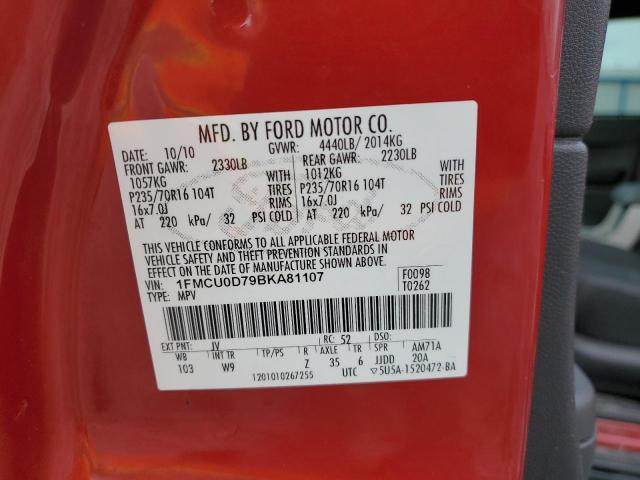 MFD. BY FORD MOTOR CO.
DATE: 10/10 GVWR: 4440LB/ 2014KG
FRONT GAWR: 2330LB REAR GAWR: 2230LB
1057KG WITH 1012KG WITH
P235/70R16 104T TIRES P235/70R16 104T TIRES
16x7.0J RIMS 16x7.0J RIMS
AT 220 kPa/ 32 PSI COLD AT 220 kPa/ 32 PSI COLD
THIS VEHICLE CONFORMS TO ALL APPLICABLE FEDERAL MOTOR
VEHICLE SAFETY AND THEFT PREVENTION STANDARDS IN
EFFECT ON THE DATE OF MANUFACTURE SHOWN ABOVE.
VIN: 1FMCU0D79BKA81107 F0098
TYPE: MPV T0262
EXT PNT: JV RC: 52 DSO:
WB INT TR TP/PS R AXLE TR SPR AM71A
103 W9 Z 35 6 JJDD 20A
1201010267255 UTC ▽5U5A-1520472-BA
Ford